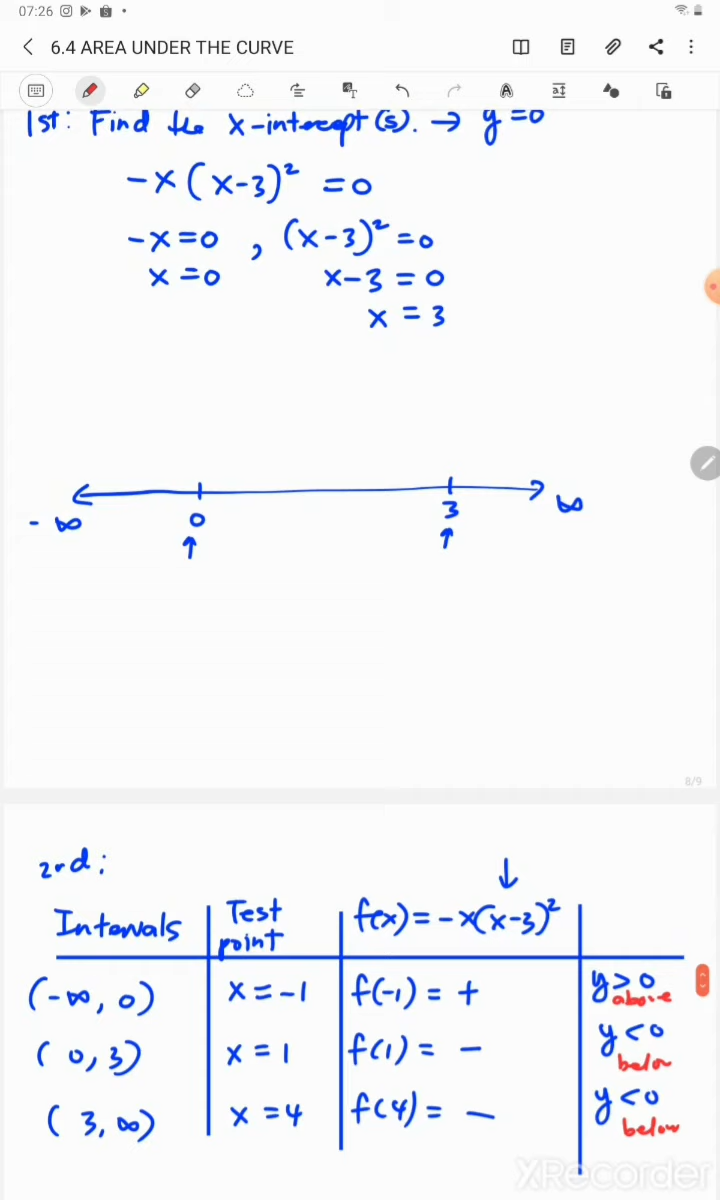 07:26
6.4 AREA UNDER THE CURVE
1st: Find the x-intercept(s). → y=0
-x(x-3)² = 0
-x=0 , (x-3)²=0
x=0 x-3=0
x=3
-∞ 0 3 ∞
↑ ↑
8/9
2nd:
↓
Intervals Test point f(x)=-x(x-3)²
(-∞, 0) x=-1 f(-1)= + y>0 above
(0,3) x=1 f(1)= - y<0 below
(3,∞) x=4 f(4)= - y<0 below
XRecorder